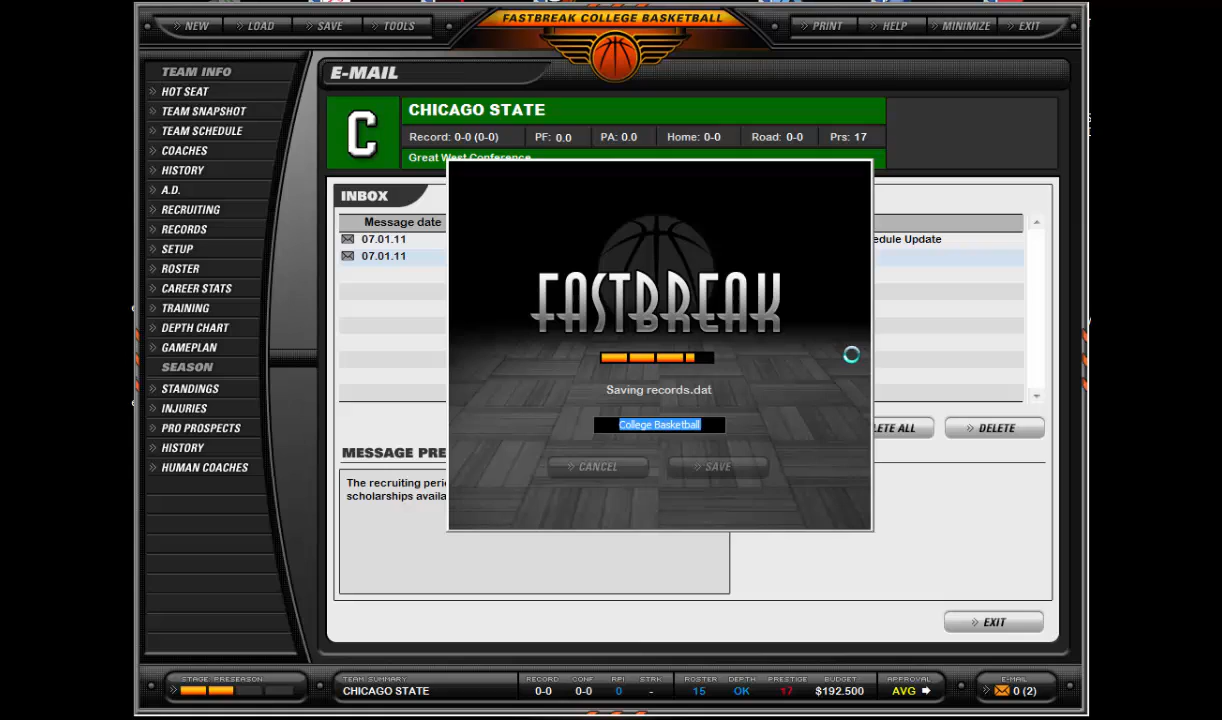 NEW
LOAD
SAVE
TOOLS
FASTBREAK COLLEGE BASKETBALL
PRINT
HELP
MINIMIZE
EXIT
TEAM INFO
HOT SEAT
TEAM SNAPSHOT
TEAM SCHEDULE
COACHES
HISTORY
A.D.
RECRUITING
RECORDS
SETUP
ROSTER
CAREER STATS
TRAINING
DEPTH CHART
GAMEPLAN
SEASON
STANDINGS
INJURIES
PRO PROSPECTS
HISTORY
HUMAN COACHES
E-MAIL
C
CHICAGO STATE
Record: 0-0 (0-0)
PF: 0.0
PA: 0.0
Home: 0-0
Road: 0-0
Prs: 17
Great West Conference
INBOX
Message date
07.01.11
edule Update
07.01.11
FASTBREAK
Saving records.dat
College Basketball
CANCEL
SAVE
LETE ALL
DELETE
MESSAGE PRE
The recruiting peri
scholarships availa
EXIT
STAGE: PRESEASON
TEAM SUMMARY
CHICAGO STATE
RECORD
0-0
CONF
0-0
RPI
0
STRK
-
ROSTER
15
DEPTH
OK
PRESTIGE
17
BUDGET
$192.500
APPROVAL
AVG
E-MAIL
0 (2)